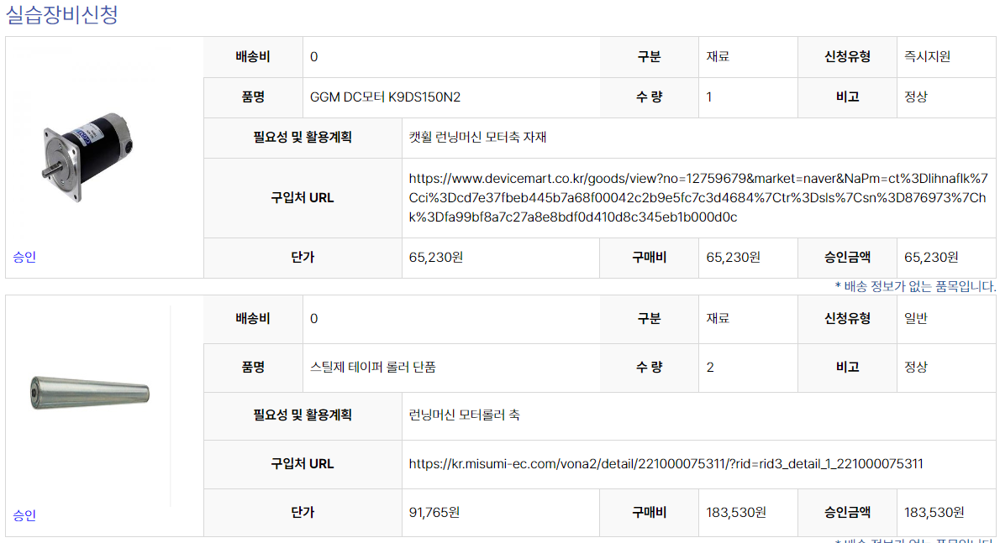 실습장비신청
배송비 0 구분 재료 신청유형 즉시지원
품명 GGM DC모터 K9DS150N2 수 량 1 비고 정상
필요성 및 활용계획 캣휠 런닝머신 모터축 자재
구입처 URL
https://www.devicemart.co.kr/goods/view?no=12759679&market=naver&NaPm=ct%3Dlihnaflk%7
Cci%3Dcd7e37fbeb445b7a68f00042c2b9e5fc7c3d4684%7Ctr%3Dsls%7Csn%3D876973%7Ch
k%3Dfa99bf8a7c27a8e8bdf0d410d8c345eb1b000d0c
승인 단가 65,230원 구매비 65,230원 승인금액 65,230원
* 배송 정보가 없는 품목입니다.
배송비 0 구분 재료 신청유형 일반
품명 스틸제 테이퍼 롤러 단품 수 량 2 비고 정상
필요성 및 활용계획 런닝머신 모터롤러 축
구입처 URL https://kr.misumi-ec.com/vona2/detail/221000075311/?rid=rid3_detail_1_221000075311
승인 단가 91,765원 구매비 183,530원 승인금액 183,530원